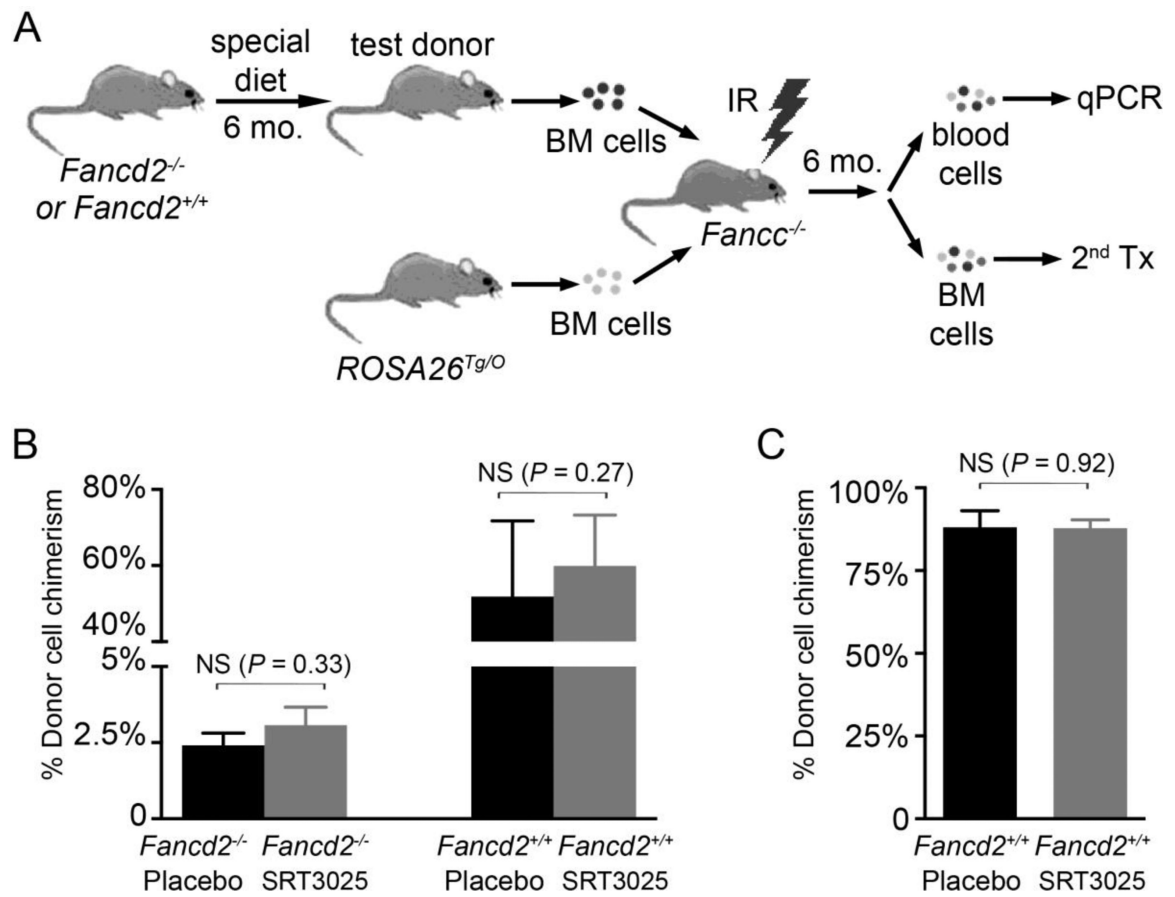 A
special
diet
6 mo.
test donor
Fancd2-/-
or Fancd2+/+
BM cells
IR
6 mo.
Fancc-/-
blood
cells
qPCR
BM
cells
2nd Tx
BM cells
ROSA26Tg/O
B
% Donor cell chimerism
80%
60%
40%
5%
2.5%
0
NS (P = 0.33)
NS (P = 0.27)
Fancd2-/- Fancd2-/- Fancd2+/+ Fancd2+/+
Placebo SRT3025 Placebo SRT3025
C
% Donor cell chimerism
100%
75%
50%
25%
0
NS (P = 0.92)
Fancd2+/+ Fancd2+/+
Placebo SRT3025